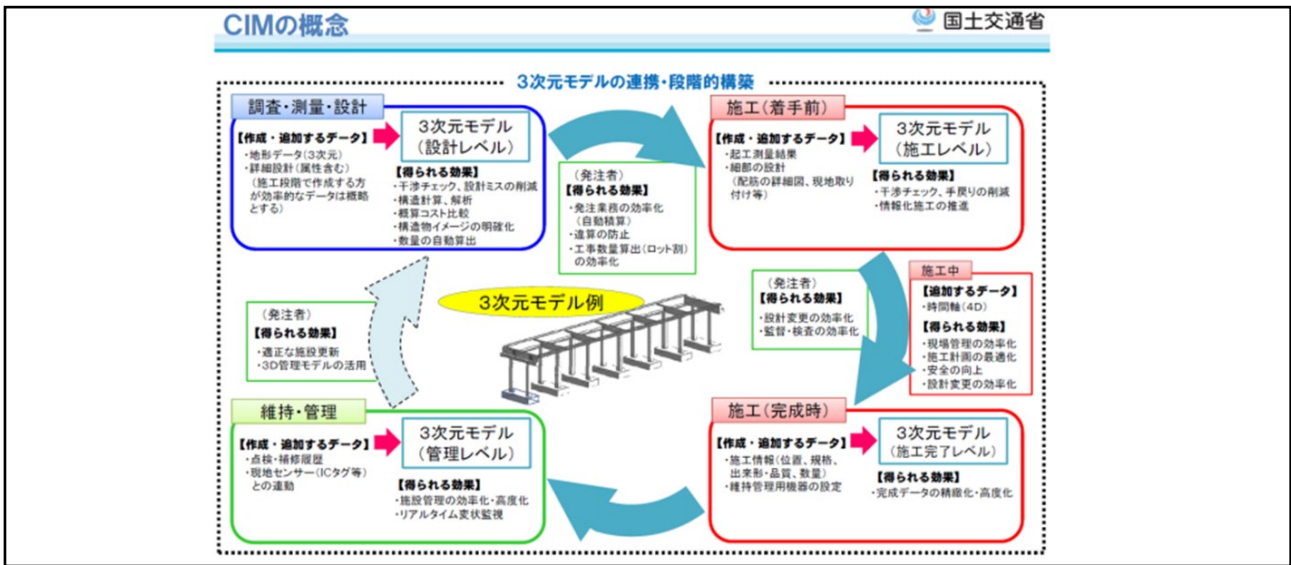 CIMの概念
国土交通省
3次元モデルの連携・段階的構築
調査・測量・設計
【作成・追加するデータ】
・地形データ(3次元)
・詳細設計(属性含む)
(施工段階で作成する方
が効率的なデータは概略
とする)
3次元モデル
(設計レベル)
【得られる効果】
・干渉チェック、設計ミスの削減
・構造計算、解析
・概算コスト比較
・構造物イメージの明確化
・数量の自動算出
(発注者)
【得られる効果】
・発注業務の効率化
(自動積算)
・違算の防止
・工事数量算出(ロット割)
の効率化
施工(着手前)
【作成・追加するデータ】
・起工測量結果
・細部の設計
(配筋の詳細図、現地取り
付け等)
3次元モデル
(施工レベル)
【得られる効果】
・干渉チェック、手戻りの削減
・情報化施工の推進
(発注者)
【得られる効果】
・設計変更の効率化
・監督・検査の効率化
施工中
【追加するデータ】
・時間軸(4D)
【得られる効果】
・現場管理の効率化
・施工計画の最適化
・安全の向上
・設計変更の効率化
3次元モデル例
(発注者)
【得られる効果】
・適正な施設更新
・3D管理モデルの活用
維持・管理
【作成・追加するデータ】
・点検・補修履歴
・現地センサー(ICタグ等)
との連動
3次元モデル
(管理レベル)
【得られる効果】
・施設管理の効率化・高度化
・リアルタイム変状監視
施工(完成時)
【作成・追加するデータ】
・施工情報(位置、規格、
出来形・品質、数量)
・維持管理用機器の設定
3次元モデル
(施工完了レベル)
【得られる効果】
・完成データの精緻化・高度化